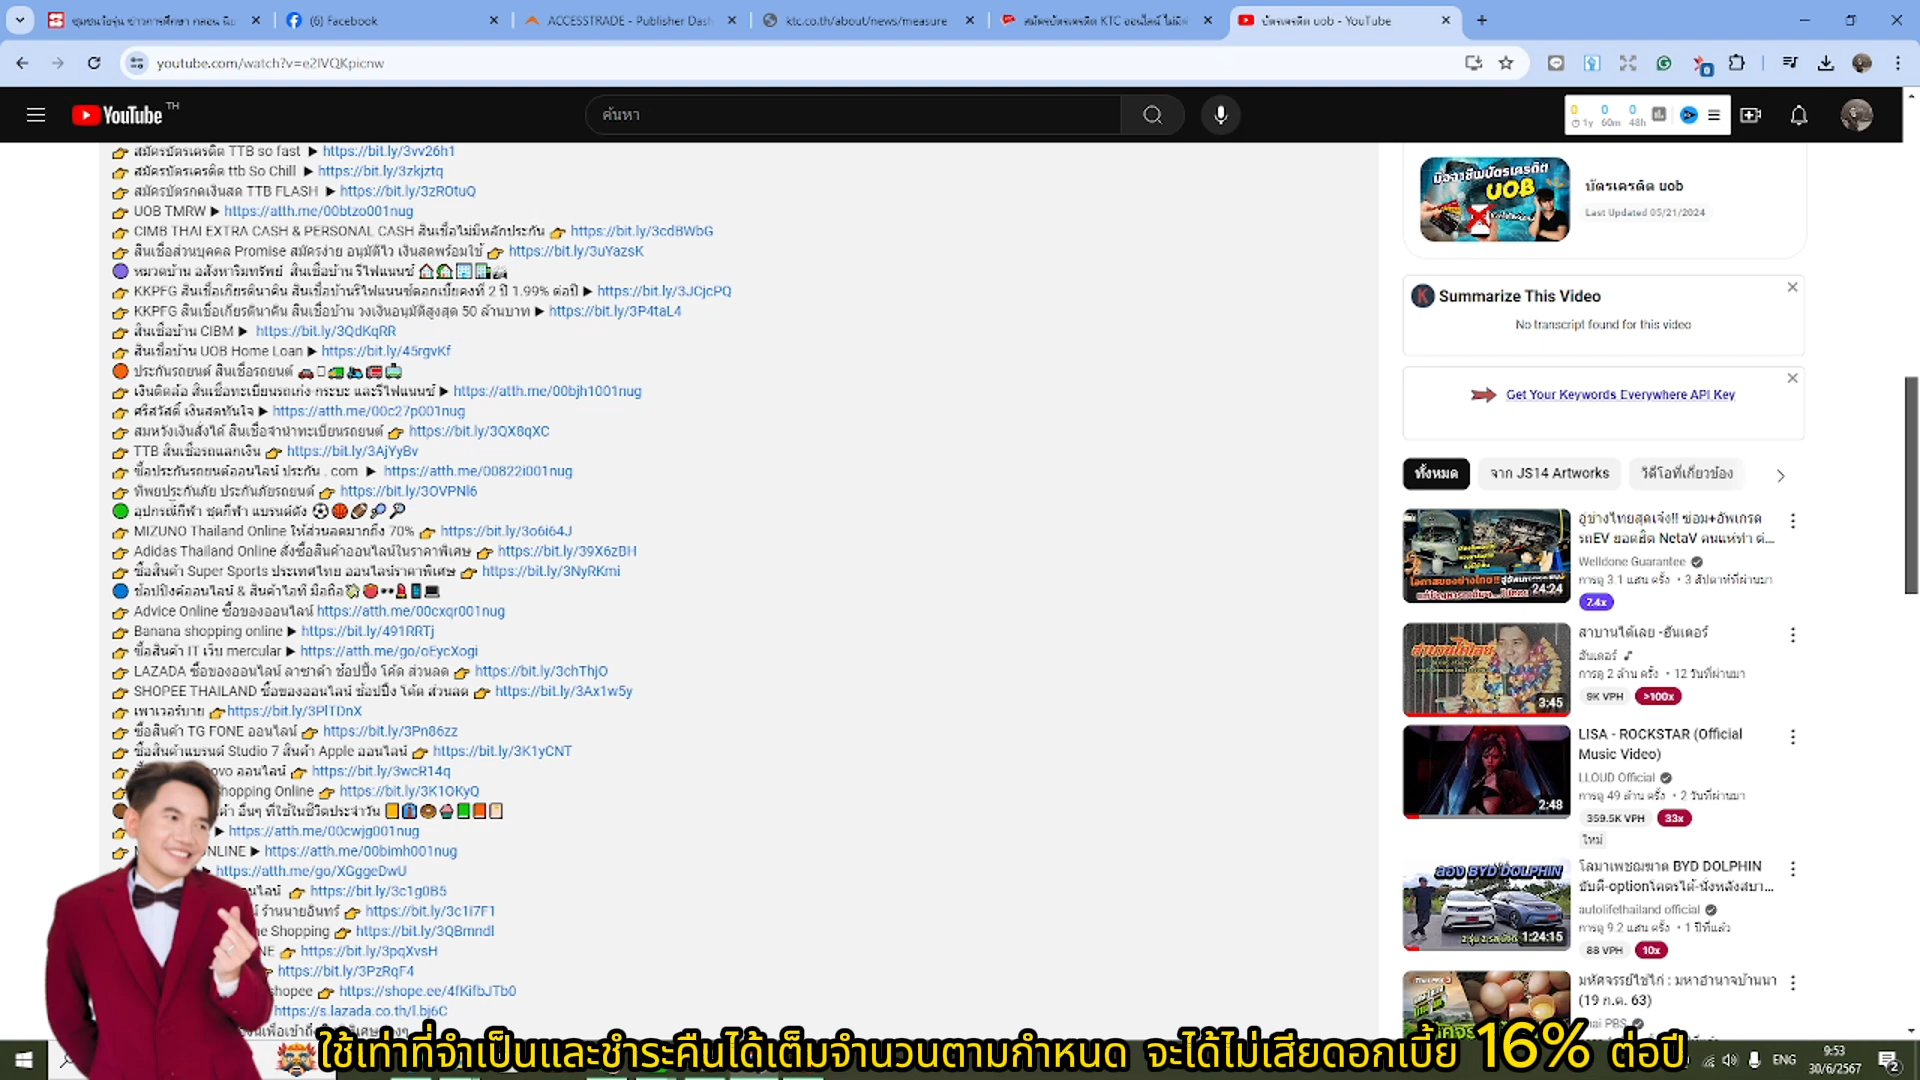 ชุมชนวัยรุ่น ข่าวการศึกษา คลอน นิย
(6) Facebook
ACCESSTRADE - Publisher Dash
ktc.co.th/about/news/measure
สมัครบัตรเครดิต KTC ออนไลน์ ไม่มีค่
บัตรเครดิต uob - YouTube
youtube.com/watch?v=e2IVQKpicnw
YouTube TH
ค้นหา
0 0 0
1y 60m 48h
สมัครบัตรเครดิต TTB so fast ▶ https://bit.ly/3vv26h1
สมัครบัตรเครดิต ttb So Chill ▶ https://bit.ly/3zkjztq
สมัครบัตรกดเงินสด TTB FLASH ▶ https://bit.ly/3zROtuQ
UOB TMRW ▶ https://atth.me/00btzo001nug
CIMB THAI EXTRA CASH & PERSONAL CASH สินเชื่อไม่มีหลักประกัน 👉 https://bit.ly/3cdBWbG
สินเชื่อส่วนบุคคล Promise สมัครง่าย อนุมัติไว เงินสดพร้อมใช้ 👉 https://bit.ly/3uYazsK
หมวดบ้าน อสังหาริมทรัพย์ สินเชื่อบ้าน รีไฟแนนซ์
KKPFG สินเชื่อเกียรตินาคิน สินเชื่อบ้านรีไฟแนนซ์ดอกเบี้ยคงที่ 2 ปี 1.99% ต่อปี ▶ https://bit.ly/3JCjcPQ
KKPFG สินเชื่อเกียรตินาคิน สินเชื่อบ้าน วงเงินอนุมัติสูงสุด 50 ล้านบาท ▶ https://bit.ly/3P4taL4
สินเชื่อบ้าน CIBM ▶ https://bit.ly/3QdKqRR
สินเชื่อบ้าน UOB Home Loan ▶ https://bit.ly/45rgvKf
ประกันรถยนต์ สินเชื่อรถยนต์
เงินติดล้อ สินเชื่อทะเบียนรถเก๋ง-กระบะ และรีไฟแนนซ์ ▶ https://atth.me/00bjh1001nug
ศรีสวัสดิ์ เงินสดทันใจ ▶ https://atth.me/00c27p001nug
สมหวังเงินสั่งได้ สินเชื่อจำนำทะเบียนรถยนต์ 👉 https://bit.ly/3QX8qXC
TTB สินเชื่อรถแลกเงิน 👉 https://bit.ly/3AjYyBv
ซื้อประกันรถยนต์ออนไลน์ ประกัน . com ▶ https://atth.me/00822i001nug
ทิพยประกันภัย ประกันภัยรถยนต์ 👉 https://bit.ly/3OVPNl6
อุปกรณ์กีฬา ชุดกีฬา แบรนด์ดัง
MIZUNO Thailand Online ให้ส่วนลดมากถึง 70% 👉 https://bit.ly/3o6i64J
Adidas Thailand Online สั่งซื้อสินค้าออนไลน์ในราคาพิเศษ 👉 https://bit.ly/39X6zBH
ซื้อสินค้า Super Sports ประเทศไทย ออนไลน์ราคาพิเศษ 👉 https://bit.ly/3NyRKmi
ช้อปปิ้งค์ออนไลน์ & สินค้าไอที มือถือ
Advice Online ซื้อของออนไลน์ https://atth.me/00cxqr001nug
Banana shopping online ▶ https://bit.ly/491RRTj
ซื้อสินค้า IT เว็บ mercular ▶ https://atth.me/go/oEycXogi
LAZADA ซื้อของออนไลน์ ลาซาด้า ช้อปปิ้ง โค้ด ส่วนลด 👉 https://bit.ly/3chThjO
SHOPEE THAILAND ซื้อของออนไลน์ ช้อปปิ้ง โค้ด ส่วนลด 👉 https://bit.ly/3Ax1w5y
เพาเวอร์บาย 👉 https://bit.ly/3PlTDnX
ซื้อสินค้า TG FONE ออนไลน์ 👉 https://bit.ly/3Pn86zz
ซื้อสินค้าแบรนด์ Studio 7 สินค้า Apple ออนไลน์ 👉 https://bit.ly/3K1yCNT
ovo ออนไลน์ 👉 https://bit.ly/3wcR14q
hopping Online 👉 https://bit.ly/3K1OKyQ
อื่นๆ ที่ใช้ในชีวิตประจำวัน
▶ https://atth.me/00cwjg001nug
NLINE ▶ https://atth.me/00bimh001nug
https://atth.me/go/XGggeDwU
นไลน์ 👉 https://bit.ly/3c1g0B5
ร้านนายอินทร์ 👉 https://bit.ly/3c1i7F1
ne Shopping 👉 https://bit.ly/3QBmndl
NE 👉 https://bit.ly/3pqXvsH
https://bit.ly/3PzRqF4
shopee 👉 https://shope.ee/4fKifbJTb0
https://s.lazada.co.th/l.bj6C
มิจฉาชีพบัตรเครดิต
UOB
บัตรเครดิต uob
Last Updated 05/21/2024
Summarize This Video
No transcript found for this video
Get Your Keywords Everywhere API Key
ทั้งหมด
จาก JS14 Artworks
วิดีโอที่เกี่ยวข้อง
24:24
อู่ช่างไทยสุดเจ๋ง!! ซ่อม+อัพเกรด
รถEV ยอดฮิต NetaV คนแห่ทำ ต่...
Welldone Guarantee
การดู 3.1 แสน ครั้ง • 3 สัปดาห์ที่ผ่านมา
7.4x
3:45
สาบานได้เลย -ฮันเตอร์
ฮันเตอร์
การดู 2 ล้าน ครั้ง • 12 วันที่ผ่านมา
9K VPH >100x
2:48
LISA - ROCKSTAR (Official
Music Video)
LLOUD Official
การดู 49 ล้าน ครั้ง • 2 วันที่ผ่านมา
359.5K VPH 33x
ใหม่
ลอง BYD DOLPHIN
1:24:15
โลมาเพชฌฆาต BYD DOLPHIN
ขับดี-optionโคตรได้-นั่งหลังสบา...
autolifethailand official
การดู 9.2 แสน ครั้ง • 1 ปีที่แล้ว
88 VPH 10x
มหัศจรรย์ไข่ไก่ : มหาอำนาจบ้านนา
(19 ก.ค. 63)
Thai PBS
ใช้เท่าที่จำเป็นและชำระคืนได้เต็มจำนวนตามกำหนด จะได้ไม่เสียดอกเบี้ย 16% ต่อปี
ENG
9:53
30/6/2567
2